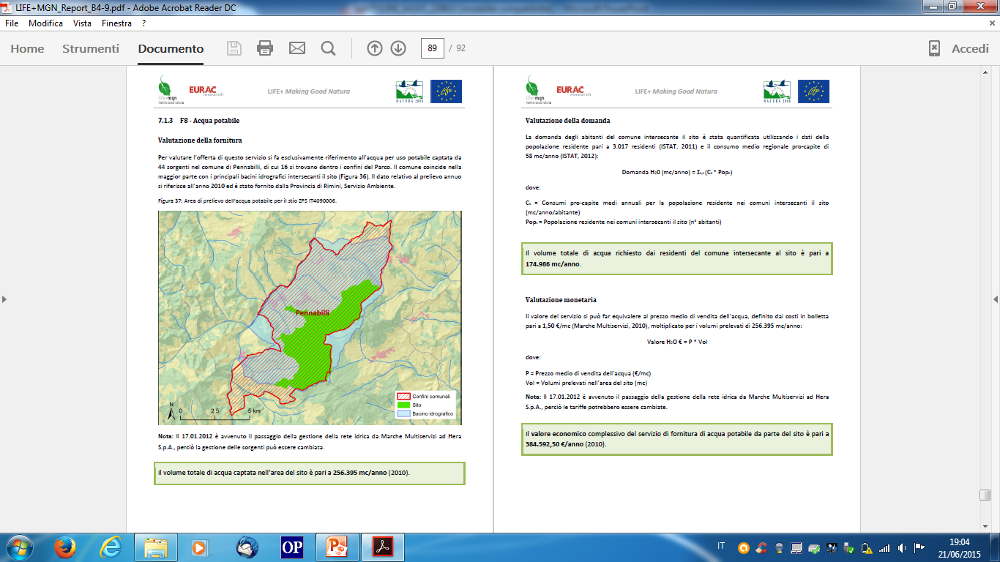 LIFE+MGN_Report_B4-9.pdf - Adobe Acrobat Reader DC
File Modifica Vista Finestra ?
Home Strumenti Documento 89 / 92 Accedi
life+mgn
EURAC
research
LIFE+ Making Good Natura
NATURA 2000
Life
7.1.3 F8 - Acqua potabile
Valutazione della fornitura
Per valutare l'offerta di questo servizio si fa esclusivamente riferimento all'acqua per uso potabile captata da
44 sorgenti nel comune di Pennabilli, di cui 16 si trovano dentro i confini del Parco. Il comune coincide nella
maggior parte con i principali bacini idrografici intersecanti il sito (Figura 36). Il dato relativo al prelievo annuo
si riferisce all'anno 2010 ed è stato fornito dalla Provincia di Rimini, Servizio Ambiente.
Figura 37: Area di prelievo dell'acqua potabile per il stio ZPS IT4090006.
Pennabilli
N
0 2.5 5 km
Confini comunali
Sito
Bacino idrografico
Nota: Il 17.01.2012 è avvenuto il passaggio della gestione della rete idrica da Marche Multiservizi ad Hera
S.p.A., perciò la gestione delle sorgenti può essere cambiata.
Il volume totale di acqua captata nell'area del sito è pari a 256.395 mc/anno (2010).
life+mgn
EURAC
research
LIFE+ Making Good Natura
NATURA 2000
Life
Valutazione della domanda
La domanda degli abitanti del comune intersecante il sito è stata quantificata utilizzando i dati della
popolazione residente pari a 3.017 residenti (ISTAT, 2011) e il consumo medio regionale pro-capite di
58 mc/anno (ISTAT, 2012):
Domanda H20 (mc/anno) = Σs,t (Cs * Popt)
dove:
Cs = Consumi pro-capite medi annuali per la popolazione residente nei comuni intersecanti il sito
(mc/anno/abitante)
Popt = Popolazione residente nei comuni intersecanti il sito (n° abitanti)
Il volume totale di acqua richiesto dai residenti del comune intersecante al sito è pari a
174.986 mc/anno.
Valutazione monetaria
Il valore del servizio si può far equivalere al prezzo medio di vendita dell'acqua, definito dai costi in bolletta
pari a 1,50 €/mc (Marche Multiservizi, 2010), moltiplicato per i volumi prelevati di 256.395 mc/anno:
Valore H2O € = P * Vol
dove:
P = Prezzo medio di vendita dell'acqua (€/mc)
Vol = Volumi prelevati nell'area del sito (mc)
Nota: Il 17.01.2012 è avvenuto il passaggio della gestione della rete idrica da Marche Multiservizi ad Hera
S.p.A., perciò le tariffe potrebbero essere cambiate.
Il valore economico complessivo del servizio di fornitura di acqua potabile da parte del sito è pari a
384.592,50 €/anno (2010).
OP
IT
19:04
21/06/2015